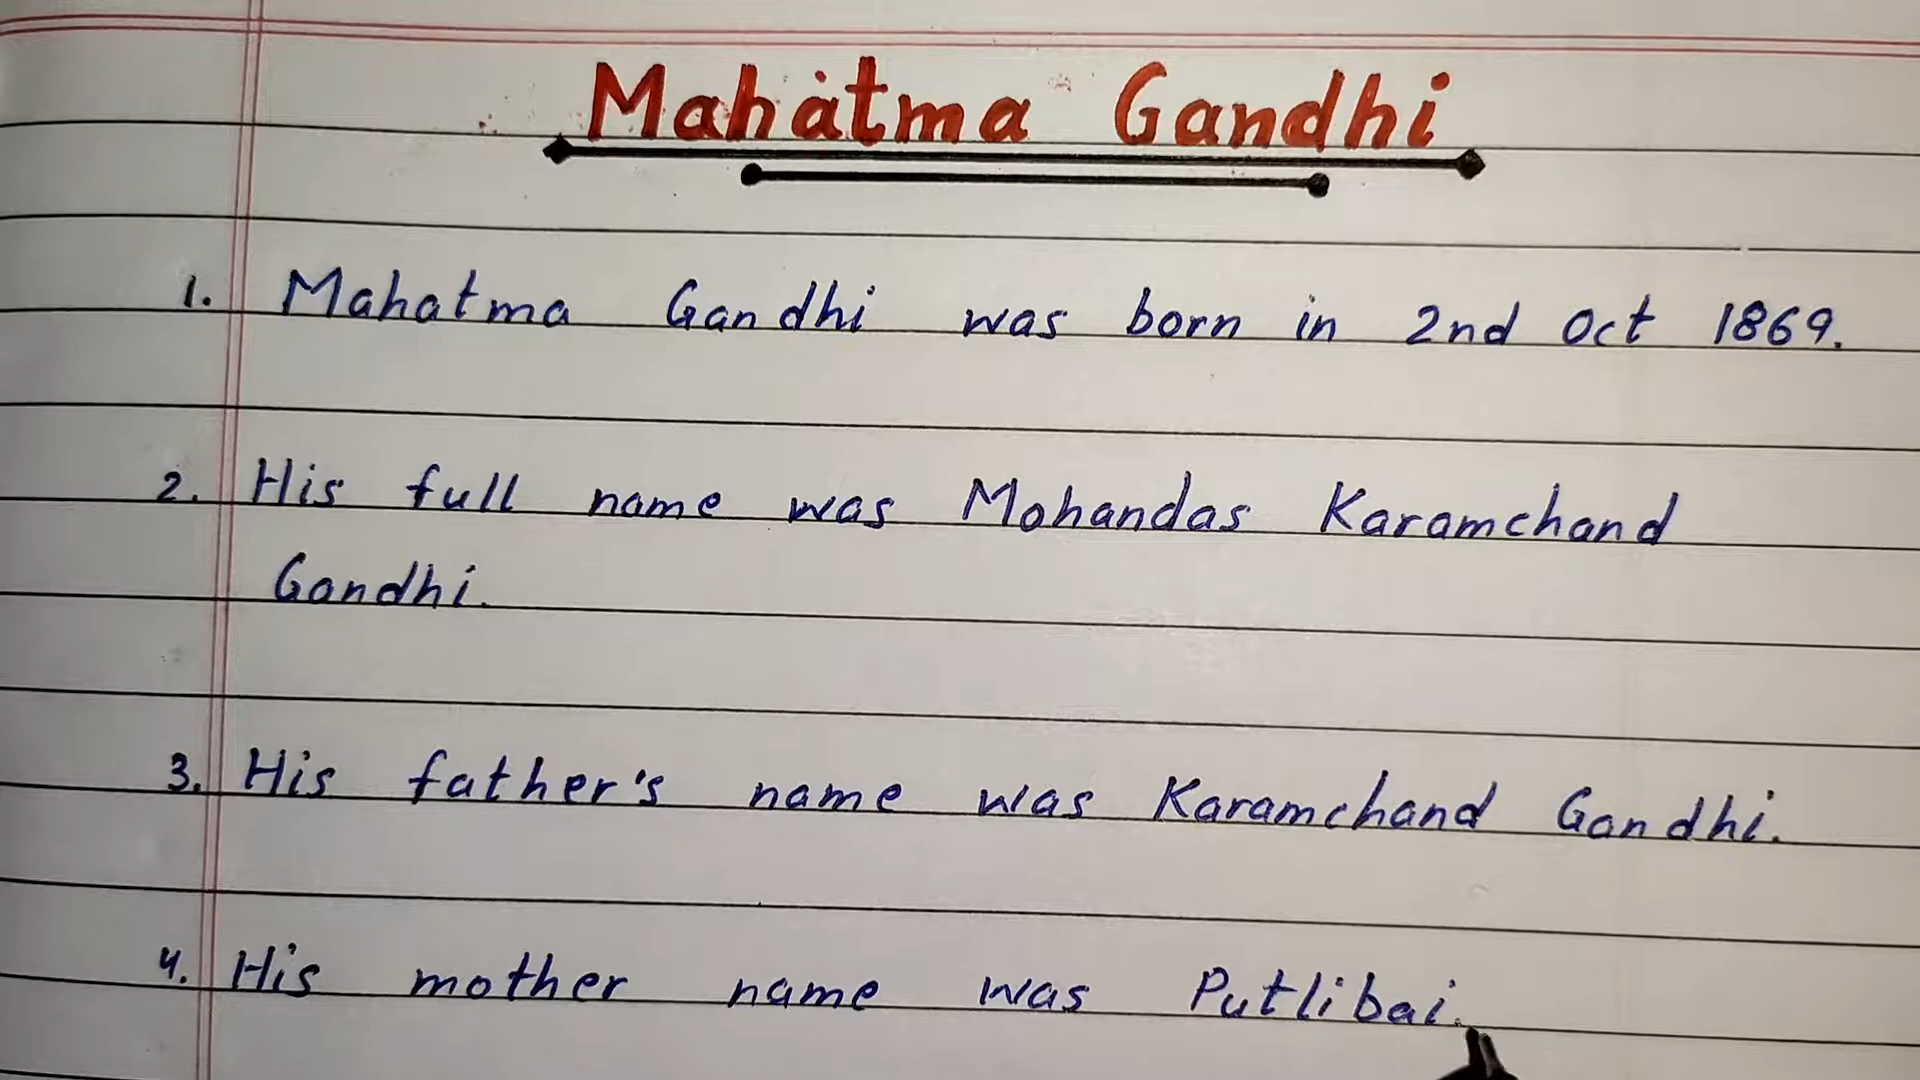 Mahatma Gandhi
1. Mahatma Gandhi was born in 2nd Oct 1869.
2. His full name was Mohandas Karamchand
Gandhi.
3. His father's name was Karamchand Gandhi.
4. His mother name was Putlibai.